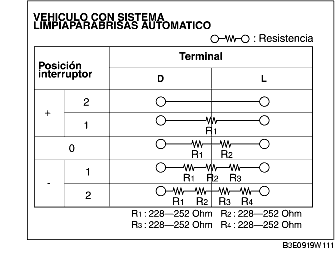 VEHICULO CON SISTEMA
LIMPIAPARABRISAS AUTOMATICO
: Resistencia
Posición interruptor
Terminal
D L
+ 2
1
R1
0
R1 R2
- 1
R1 R2 R3
2
R1 R2 R3 R4
R1 : 228—252 Ohm R2 : 228—252 Ohm
R3 : 228—252 Ohm R4 : 228—252 Ohm
B3E0919W111